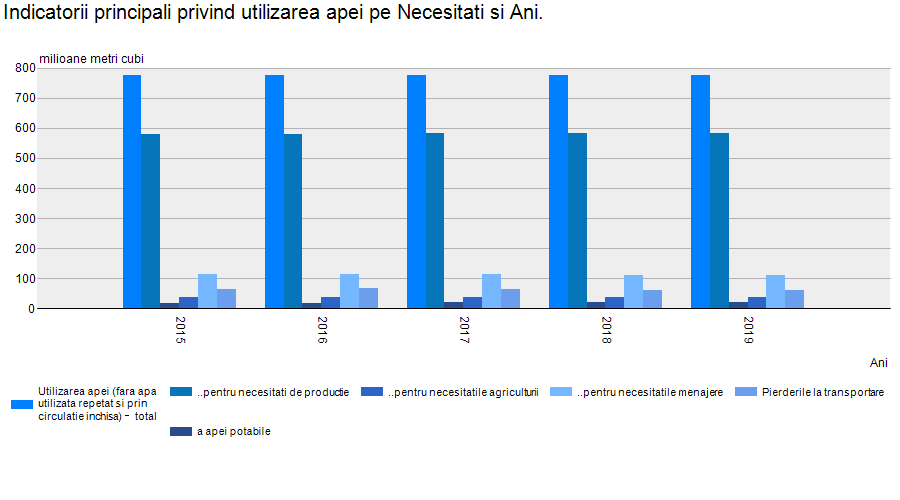 Indicatorii principali privind utilizarea apei pe Necesitati si Ani.
milioane metri cubi
800
700
600
500
400
300
200
100
0
2015
2016
2017
2018
2019
Ani
Utilizarea apei (fara apa
utilizata repetat si prin
circulatie inchisa) - total
..pentru necesitati de productie
..pentru necesitatile agriculturii
..pentru necesitatile menajere
Pierderile la transportare
a apei potabile